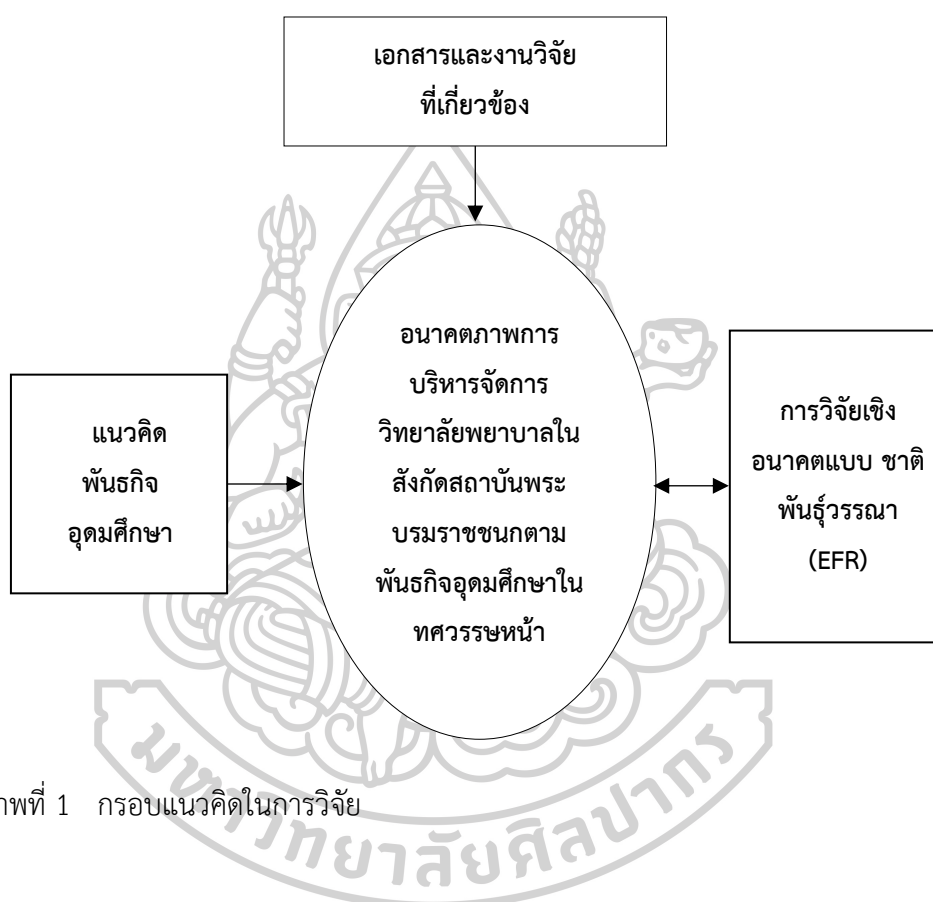 เอกสารและงานวิจัย
ที่เกี่ยวข้อง
อนาคตภาพการ
บริหารจัดการ
วิทยาลัยพยาบาลใน
สังกัดสถาบันพระ
บรมราชชนกตาม
พันธกิจอุดมศึกษาใน
ทศวรรษหน้า
แนวคิด
พันธกิจ
อุดมศึกษา
การวิจัยเชิง
อนาคตแบบ ชาติ
พันธุ์วรรณา
(EFR)
าพที่ 1 กรอบแนวคิดในการวิจัย
มหาวิทยาลัยศิลปากร